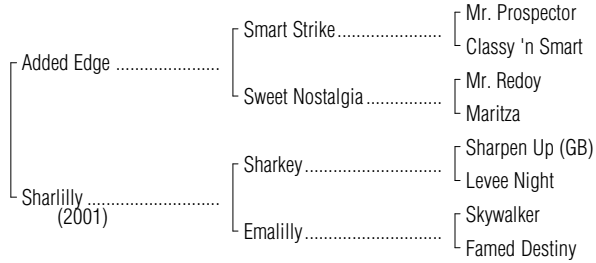 Mr. Prospector
Smart Strike..................
Classy 'n Smart
Added Edge ......................
Mr. Redoy
Sweet Nostalgia................
Maritza
Sharpen Up (GB)
Sharkey.............................
Levee Night
Sharlilly ............................
(2001)
Skywalker
Emalilly.............................
Famed Destiny